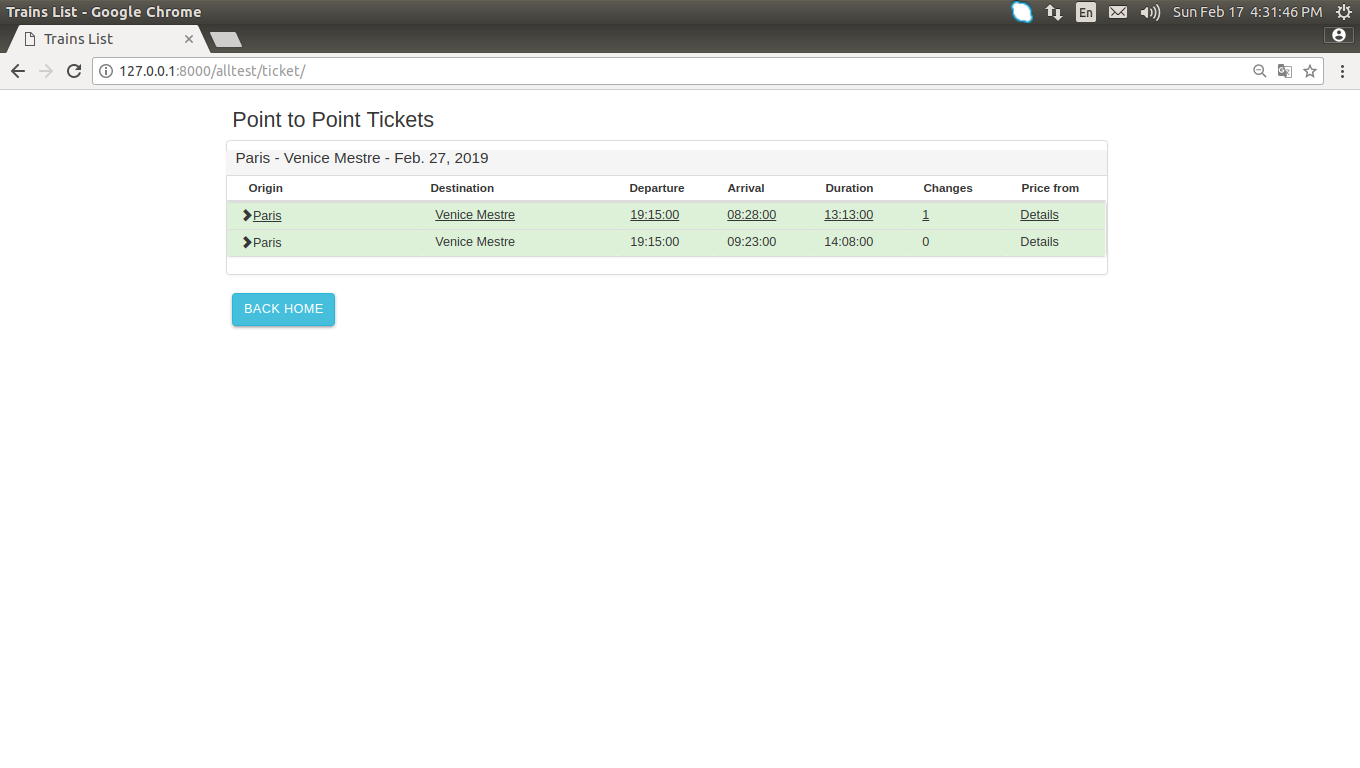 Trains List - Google Chrome
En
Sun Feb 17 4:31:46 PM
Trains List
127.0.0.1:8000/alltest/ticket/
Point to Point Tickets
Paris - Venice Mestre - Feb. 27, 2019
Origin Destination Departure Arrival Duration Changes Price from
Paris Venice Mestre 19:15:00 08:28:00 13:13:00 1 Details
Paris Venice Mestre 19:15:00 09:23:00 14:08:00 0 Details
BACK HOME